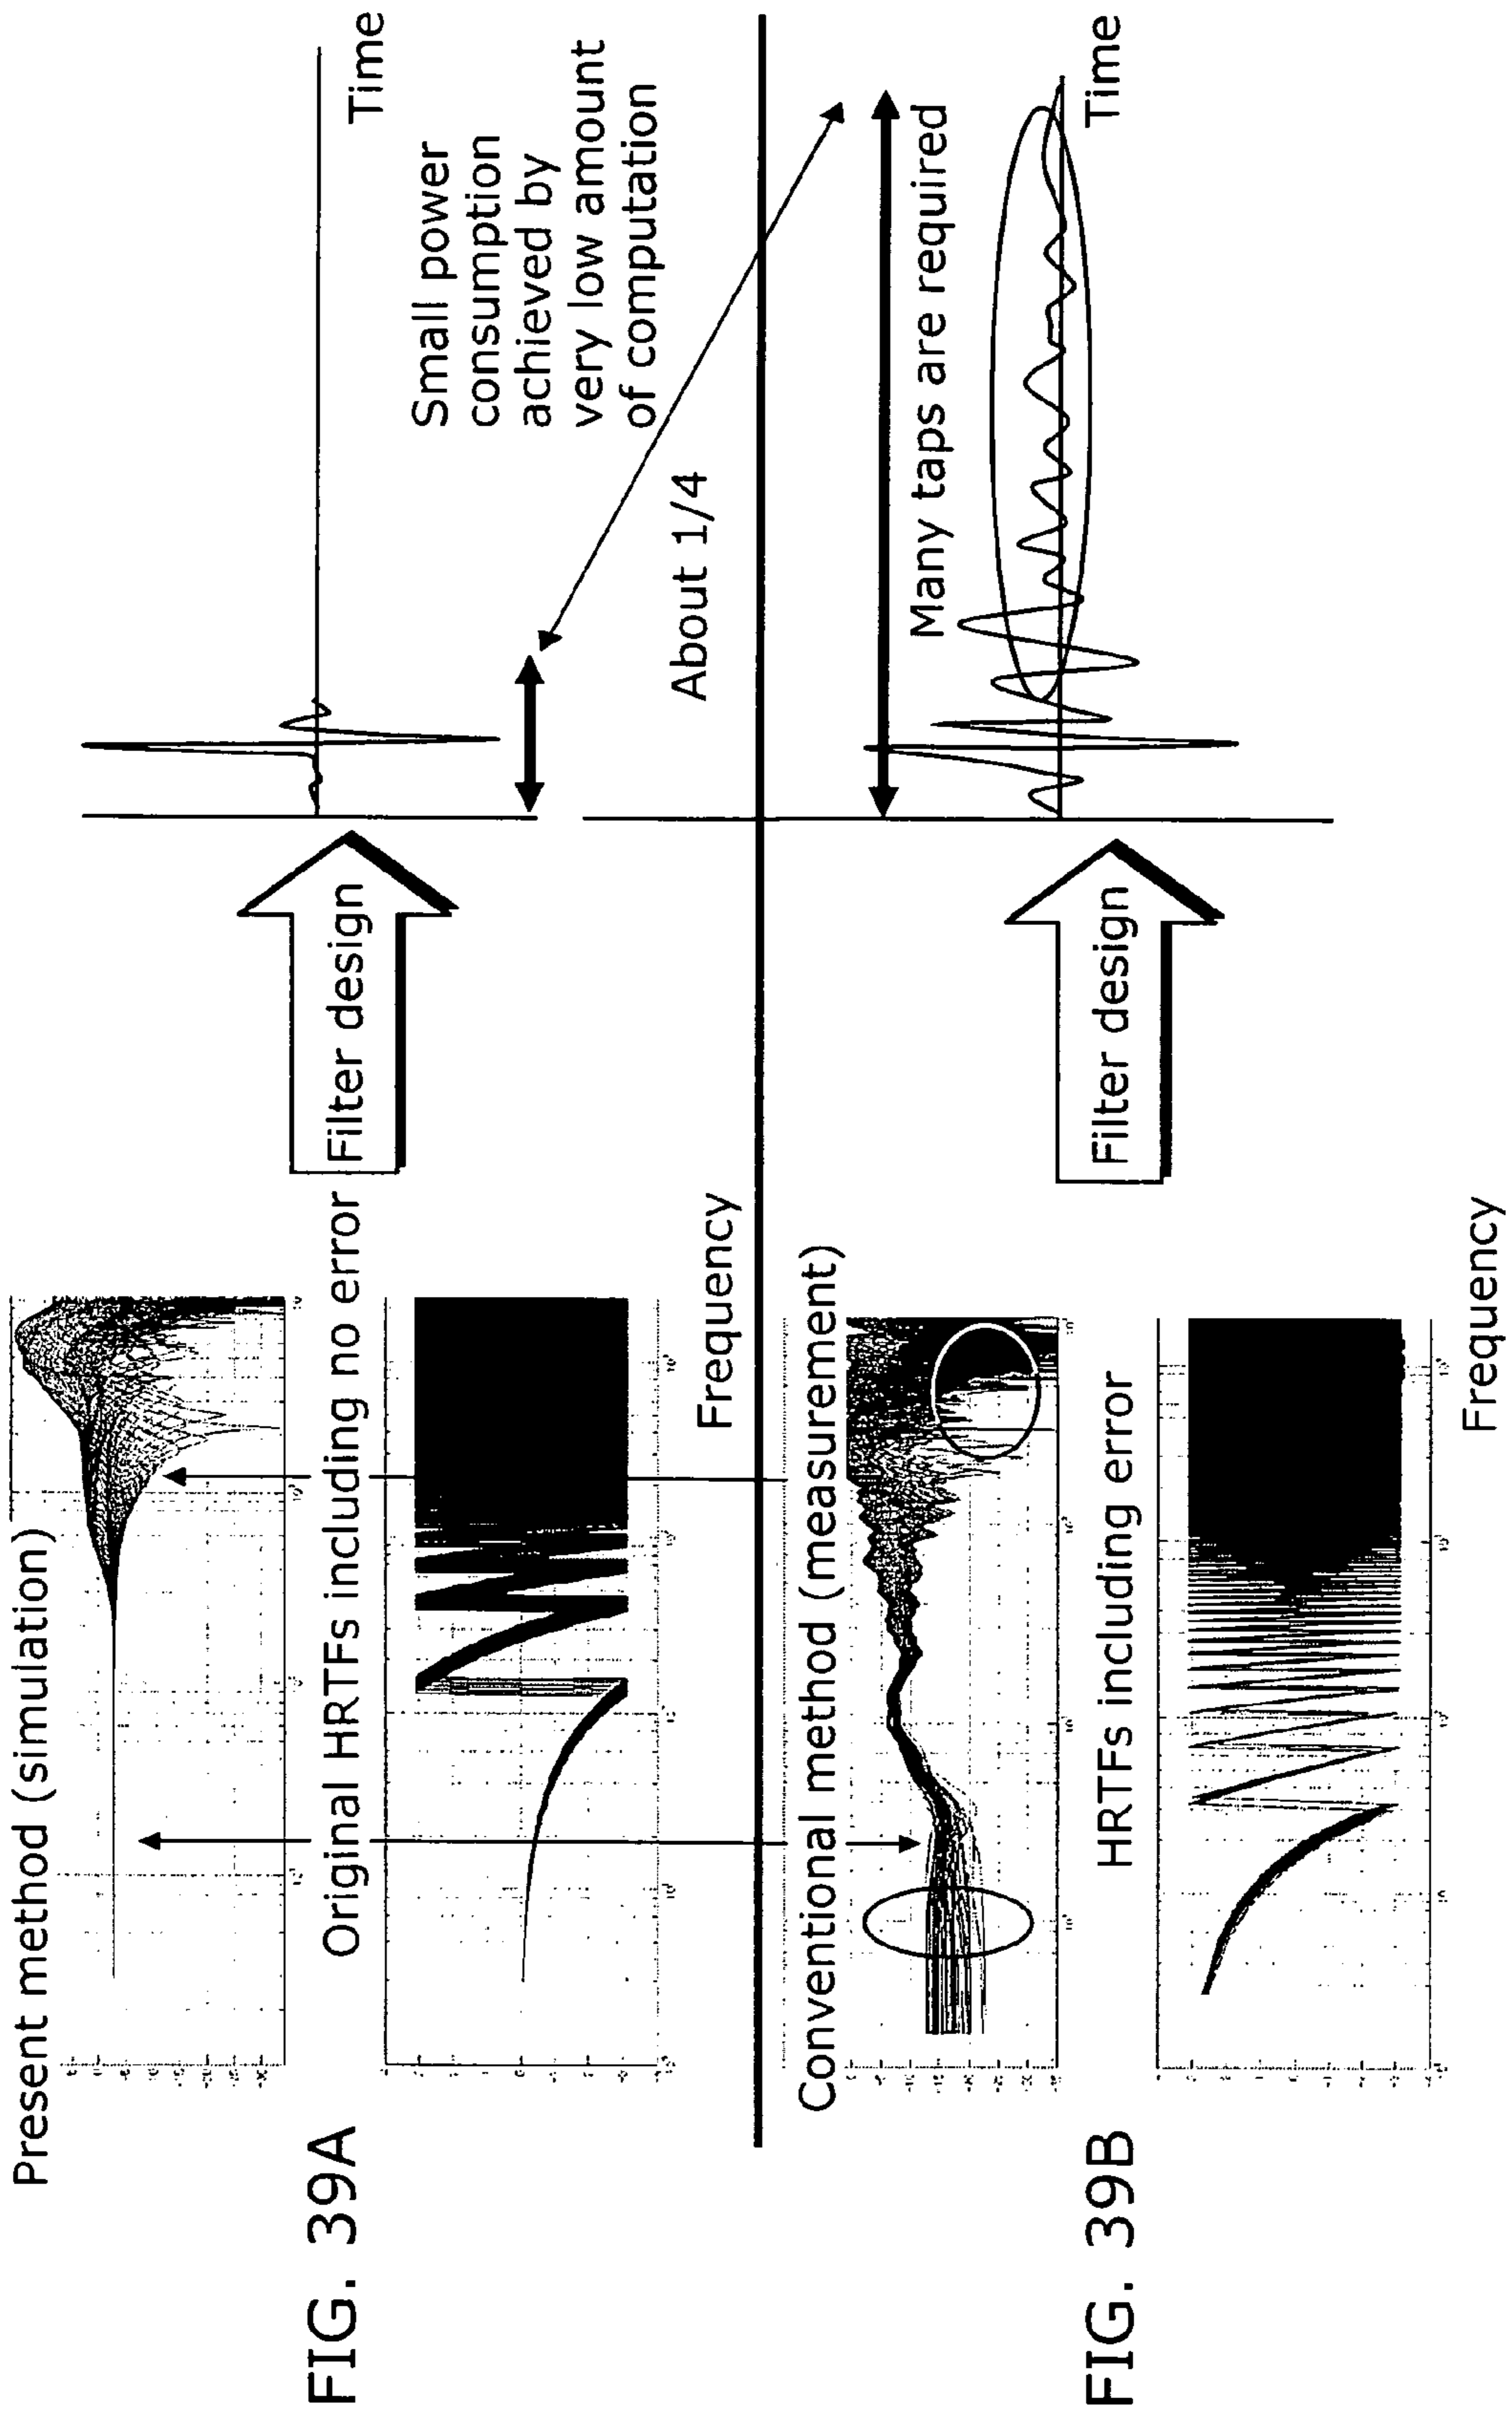 FIG. 39A
Present method (simulation)
Original HRTFs including no error
Frequency
Filter design
Time
Small power
consumption
achieved by
very low amount
of computation
About 1/4
FIG. 39B
Conventional method (measurement)
HRTFs including error
Frequency
Filter design
Many taps are required
Time